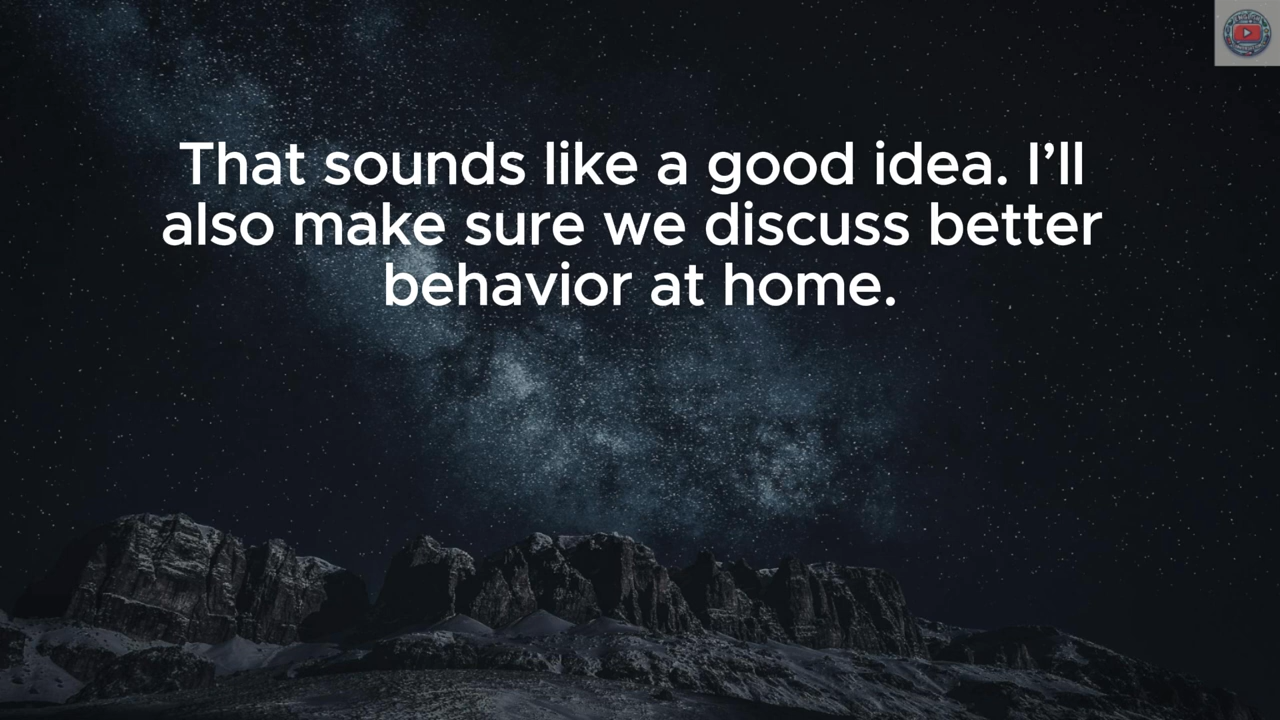 That sounds like a good idea. I’ll
also make sure we discuss better
behavior at home.